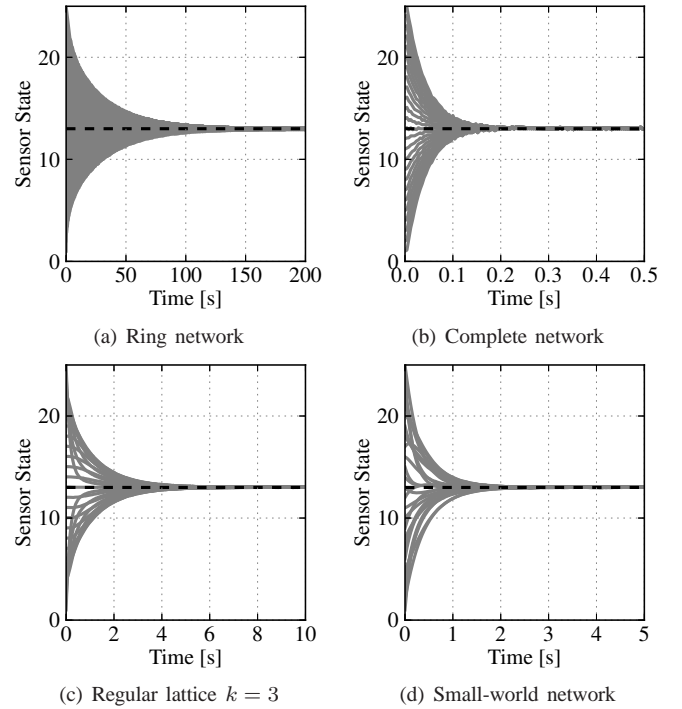 20
10
0
Sensor State
0 50 100 150 200
Time [s]
(a) Ring network
20
10
0
Sensor State
0.0 0.1 0.2 0.3 0.4 0.5
Time [s]
(b) Complete network
20
10
0
Sensor State
0 2 4 6 8 10
Time [s]
(c) Regular lattice k = 3
20
10
0
Sensor State
0 1 2 3 4 5
Time [s]
(d) Small-world network